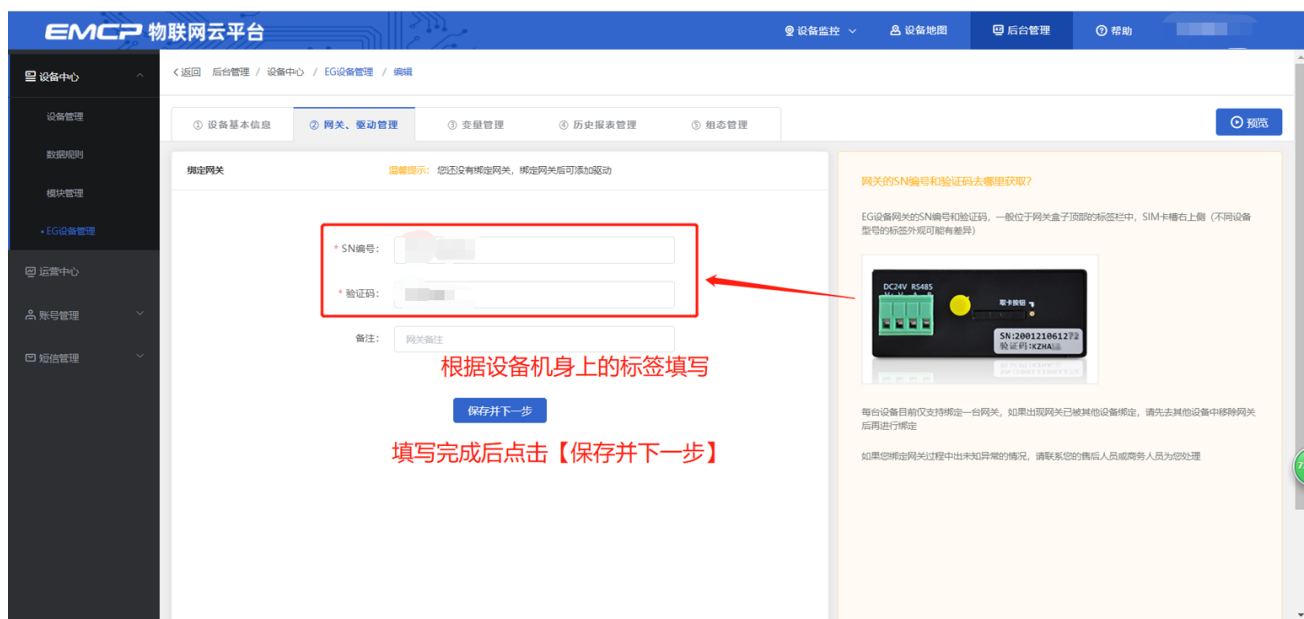 EMCP 物联网云平台
设备监控
设备地图
后台管理
帮助
设备中心
设备管理
数据规则
模块管理
• EG设备管理
运营中心
账号管理
短信管理
返回 后台管理 / 设备中心 / EG设备管理 / 编辑
① 设备基本信息
② 网关、驱动管理
③ 变量管理
④ 历史报表管理
⑤ 组态管理
预览
绑定网关
温馨提示： 您还没有绑定网关，绑定网关后可添加驱动
* SN编号：
* 验证码：
备注： 网关备注
根据设备机身上的标签填写
保存并下一步
填写完成后点击【保存并下一步】
网关的SN编号和验证码去哪里获取?
EG设备网关的SN编号和验证码，一般位于网关盒子顶部的标签栏中，SIM卡槽右上侧（不同设备
型号的标签外观可能有差异）
DC24V RS485
V- V+ A B
取卡按钮
SN:2001210612
验证码:KZHA
每台设备目前仅支持绑定一台网关，如果出现网关已被其他设备绑定，请先去其他设备中移除网关
后再进行绑定
如果您绑定网关过程中出未知异常的情况，请联系您的售后人员或商务人员为您处理